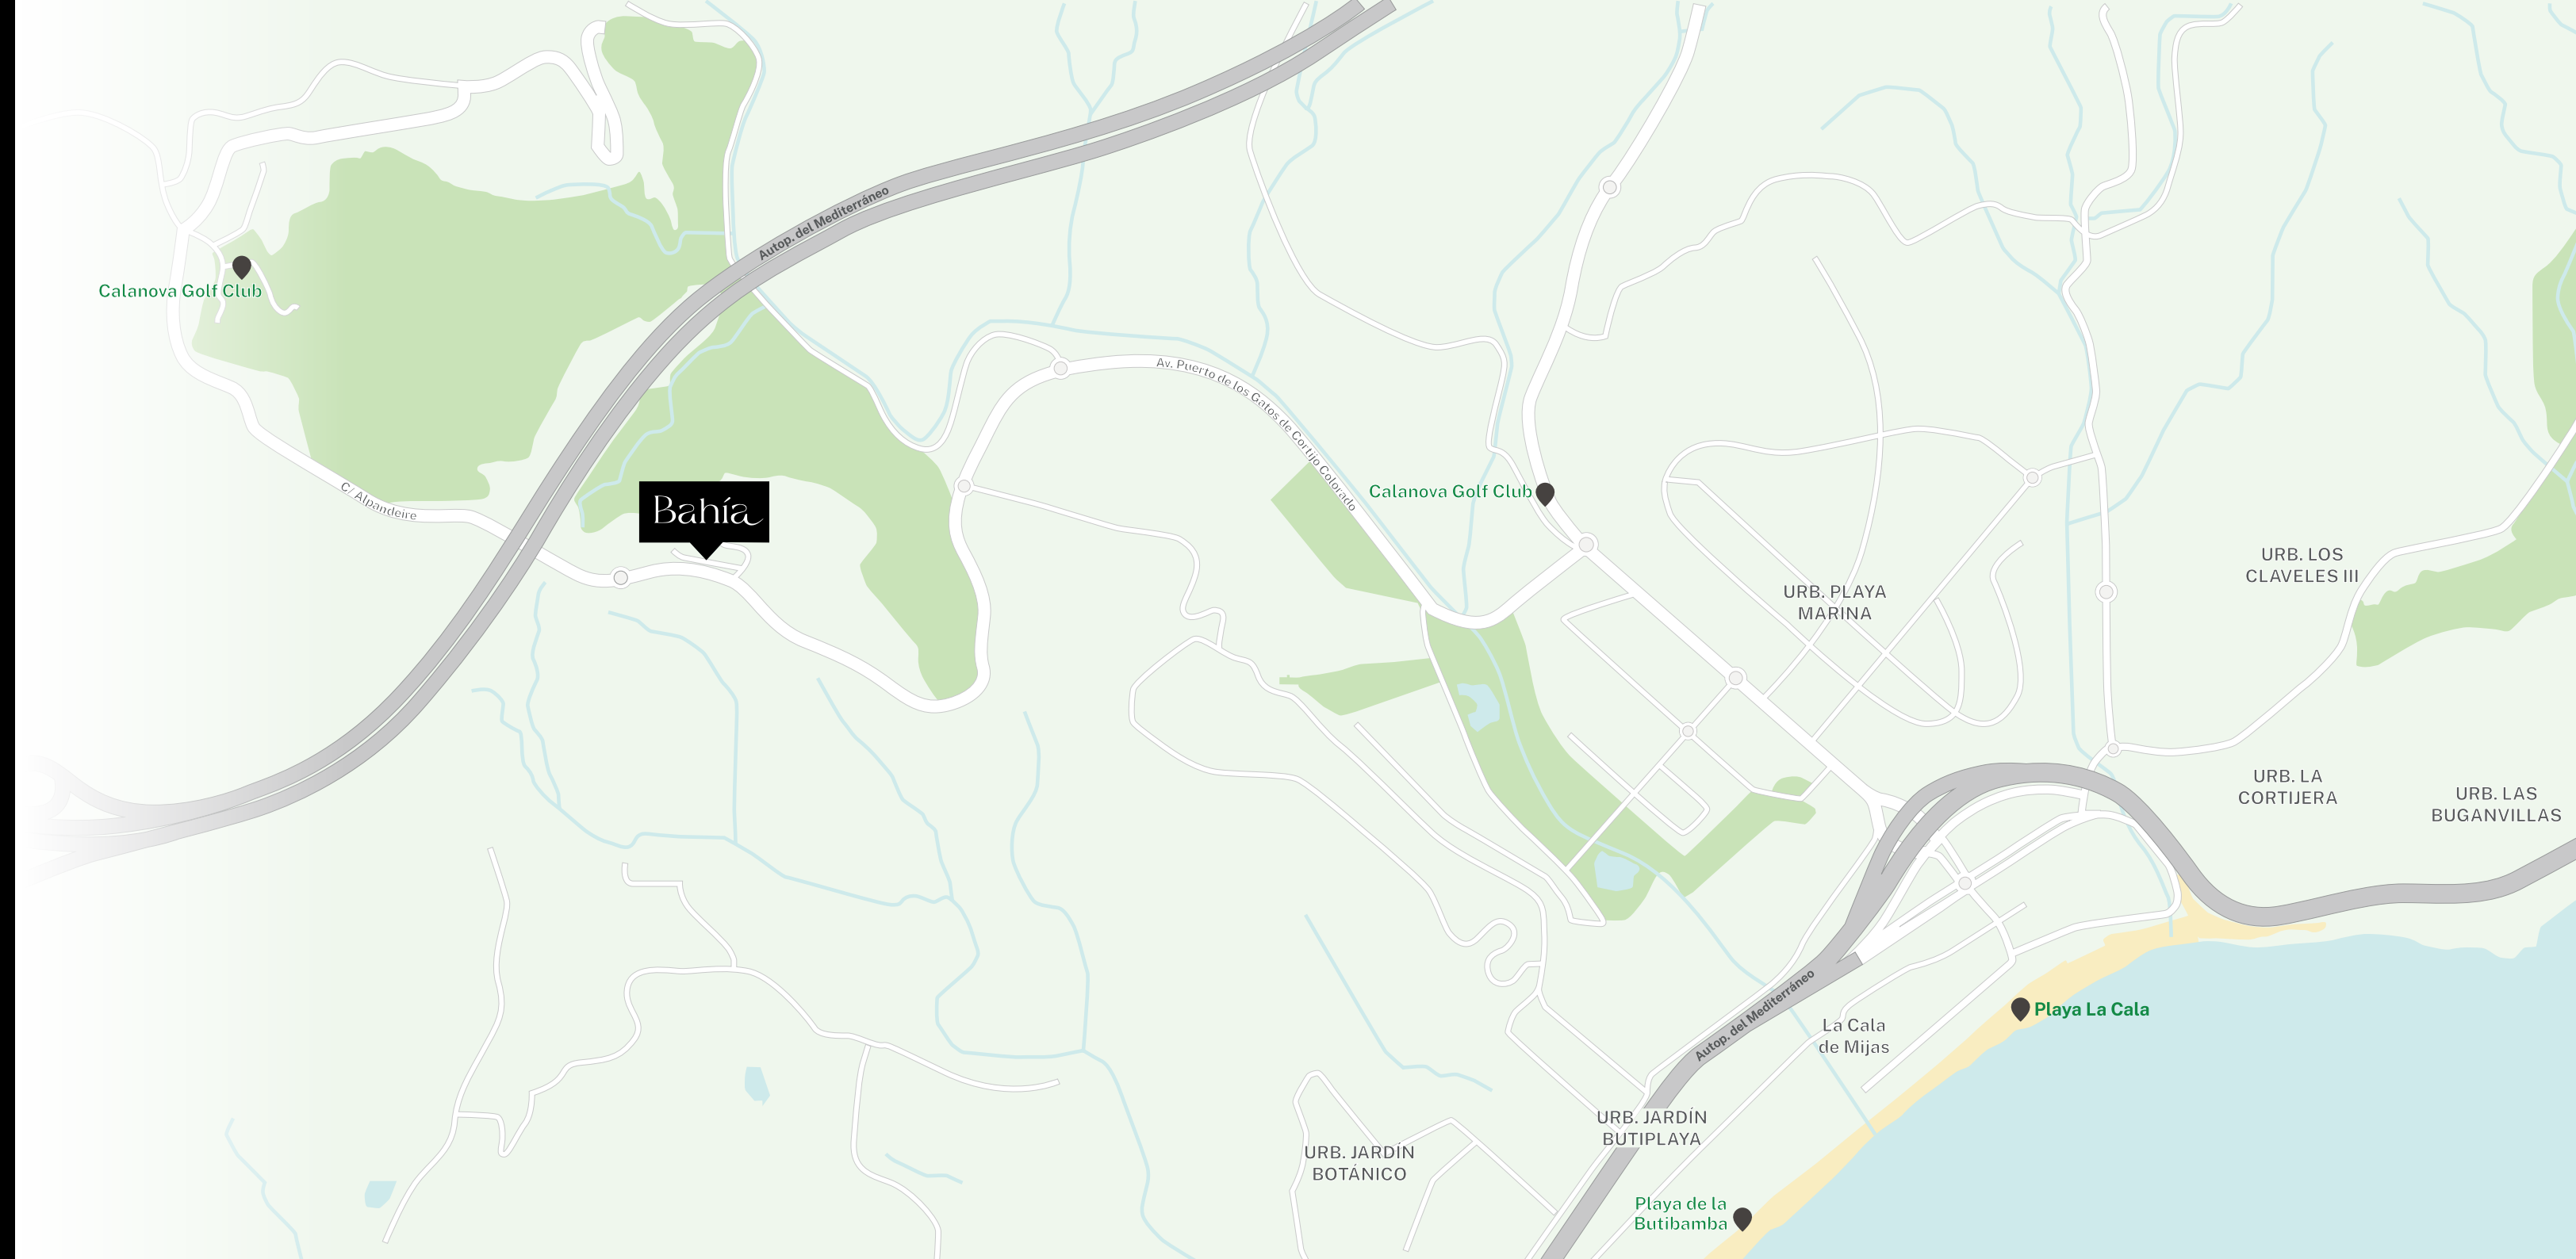 Autop. del Mediterráneo
Calanova Golf Club
Av. Puerto de los Gatos de Cortijo Colorado
C/ Alpandeire
Bahía
Calanova Golf Club
URB. LOS
CLAVELES III
URB. PLAYA
MARINA
URB. LA
CORTIJERA
URB. LAS
BUGANVILLAS
Autop. del Mediterráneo
Playa La Cala
La Cala
de Mijas
URB. JARDÍN
BUTIPLAYA
URB. JARDÍN
BOTÁNICO
Playa de la
Butibamba